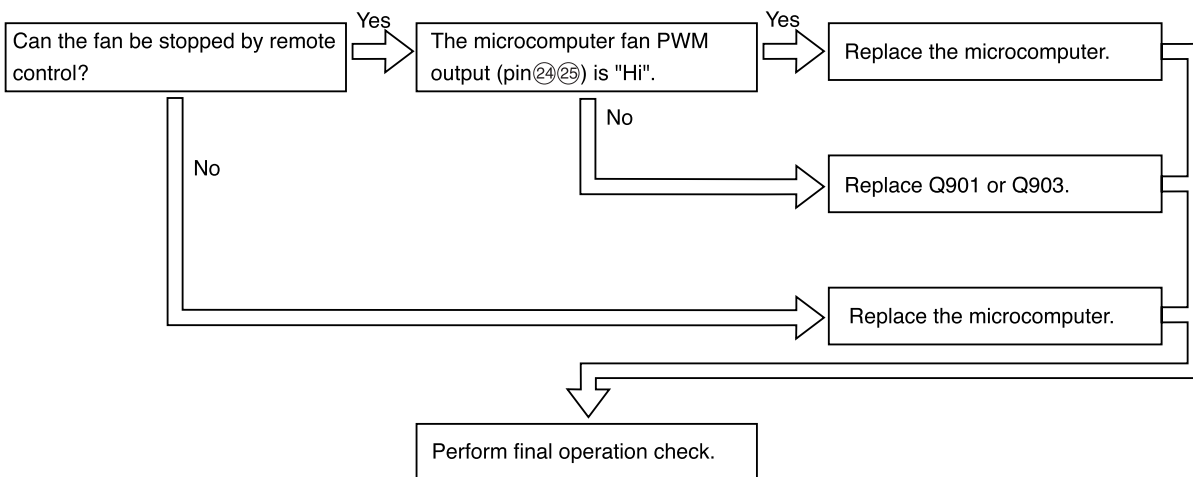 Can the fan be stopped by remote
control?
Yes
The microcomputer fan PWM
output (pin㉔㉕) is "Hi".
Yes
Replace the microcomputer.
No
Replace Q901 or Q903.
No
Replace the microcomputer.
Perform final operation check.